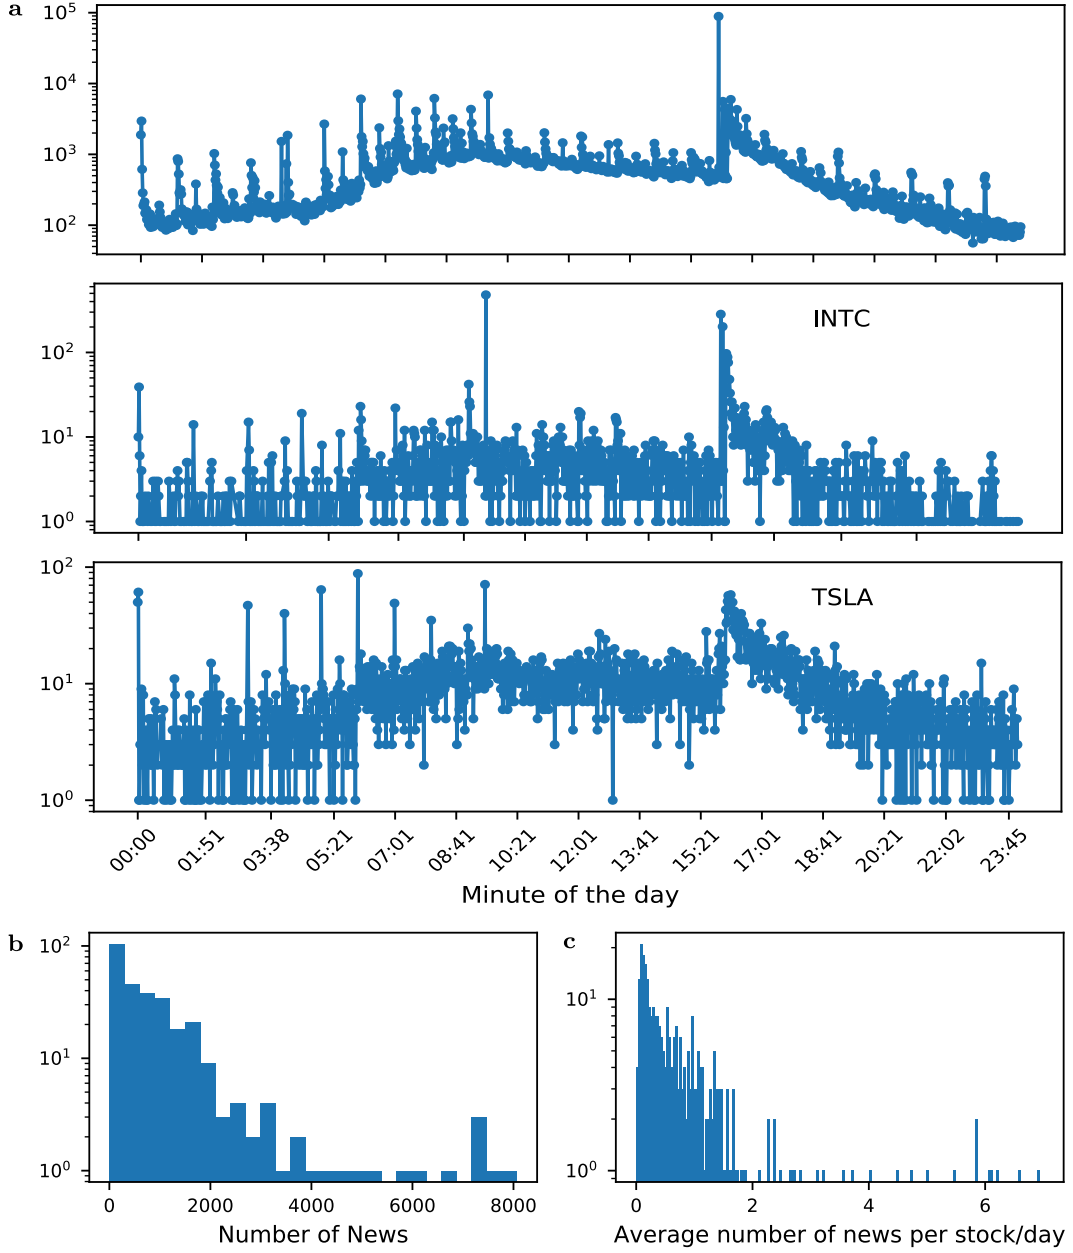 a
10^5
10^4
10^3
10^2
INTC
10^2
10^1
10^0
TSLA
10^2
10^1
10^0
00:00 01:51 03:38 05:21 07:01 08:41 10:21 12:01 13:41 15:21 17:01 18:41 20:21 22:02 23:45
Minute of the day
b
10^2
10^1
10^0
0 2000 4000 6000 8000
Number of News
c
10^1
10^0
0 2 4 6
Average number of news per stock/day